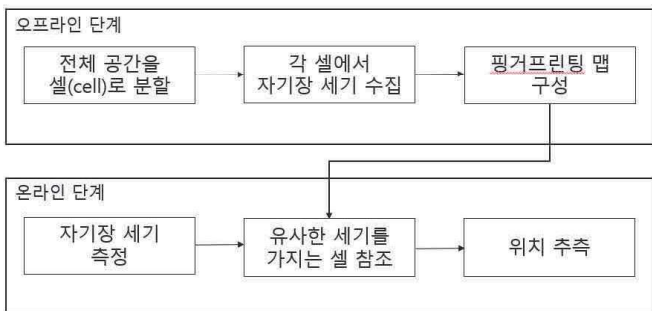 오프라인 단계
전체 공간을
셀(cell)로 분할
각 셀에서
자기장 세기 수집
핑거프린팅 맵
구성
온라인 단계
자기장 세기
측정
유사한 세기를
가지는 셀 참조
위치 추측